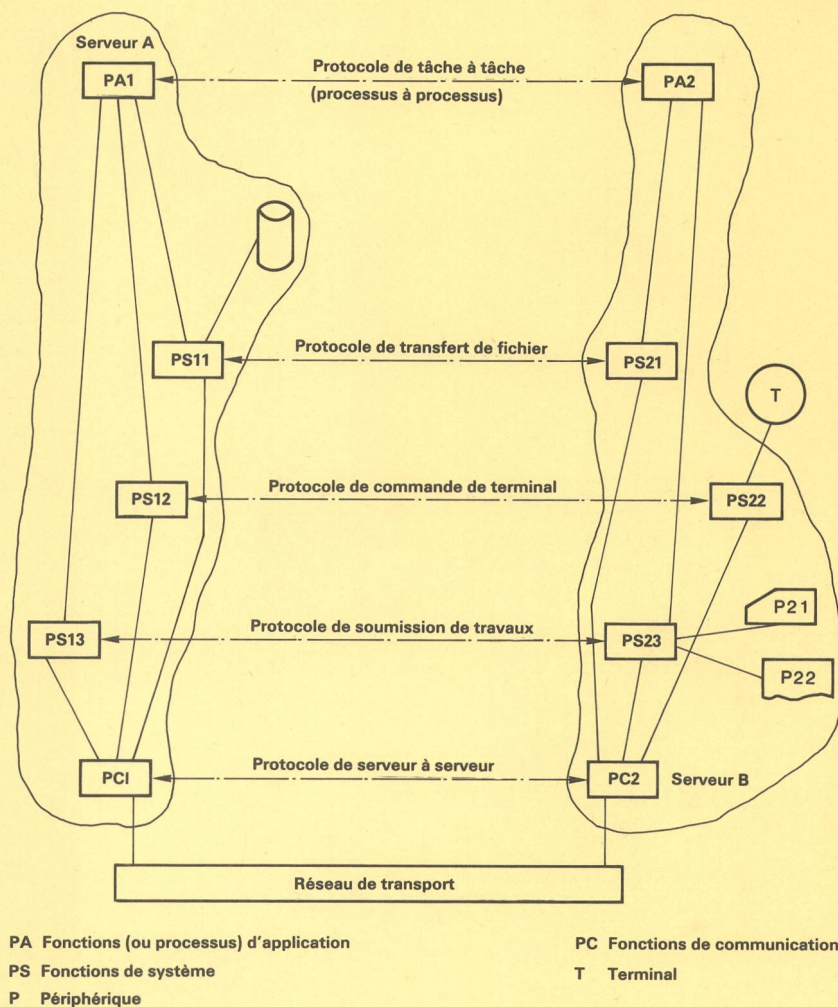 Serveur A
PA1
Protocole de tâche à tâche
(processus à processus)
PA2
PS11
Protocole de transfert de fichier
PS21
T
PS12
Protocole de commande de terminal
PS22
P21
PS13
Protocole de soumission de travaux
PS23
P22
PCI
Protocole de serveur à serveur
PC2
Serveur B
Réseau de transport
PA Fonctions (ou processus) d'application
PC Fonctions de communication
PS Fonctions de système
T Terminal
P Périphérique